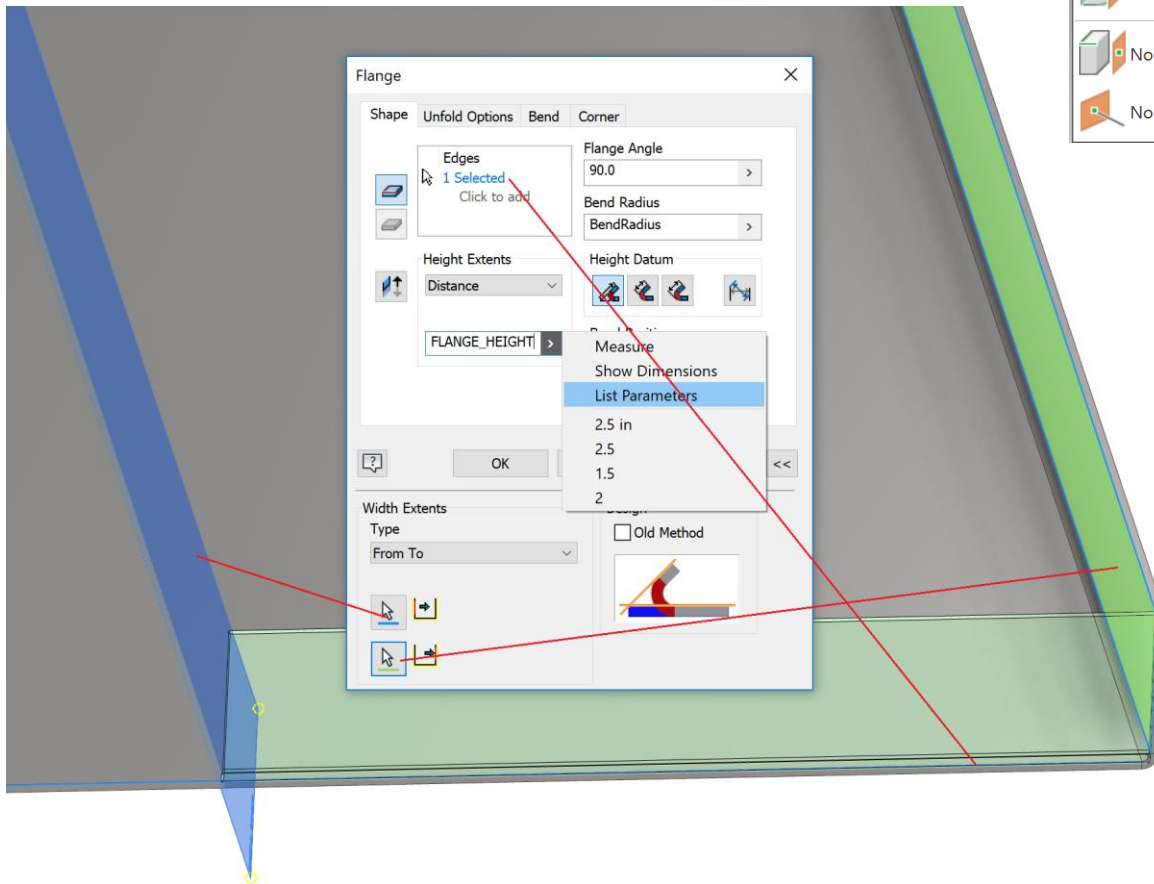 No
No
Flange
Shape Unfold Options Bend Corner
Edges
1 Selected
Click to add
Flange Angle
90.0
Bend Radius
BendRadius
Height Extents
Distance
Height Datum
FLANGE_HEIGHT
Measure
Show Dimensions
List Parameters
2.5 in
2.5
1.5
2
OK
<<
Width Extents
Type
From To
Old Method